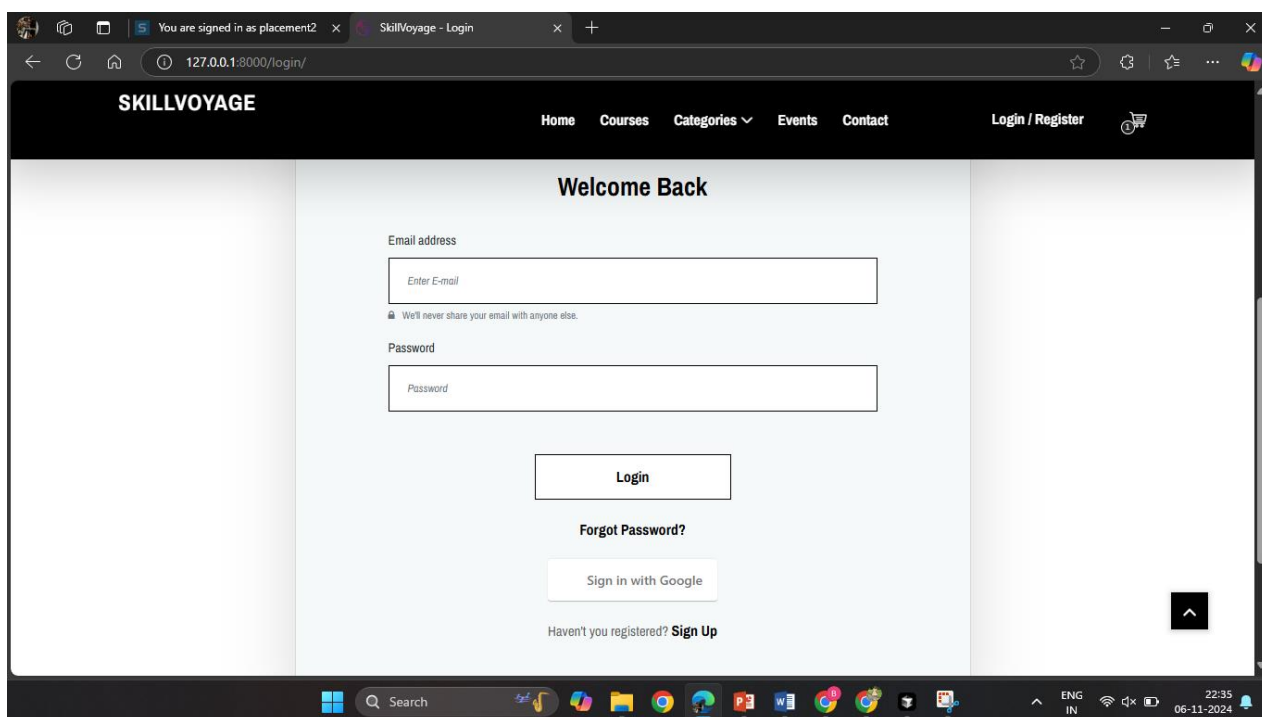 You are signed in as placement2
SkillVoyage - Login
127.0.0.1:8000/login/
SKILLVOYAGE
Home Courses Categories Events Contact Login / Register 1
Welcome Back
Email address
Enter E-mail
We'll never share your email with anyone else.
Password
Password
Login
Forgot Password?
Sign in with Google
Haven't you registered? Sign Up
Search
ENG
IN
22:35
06-11-2024